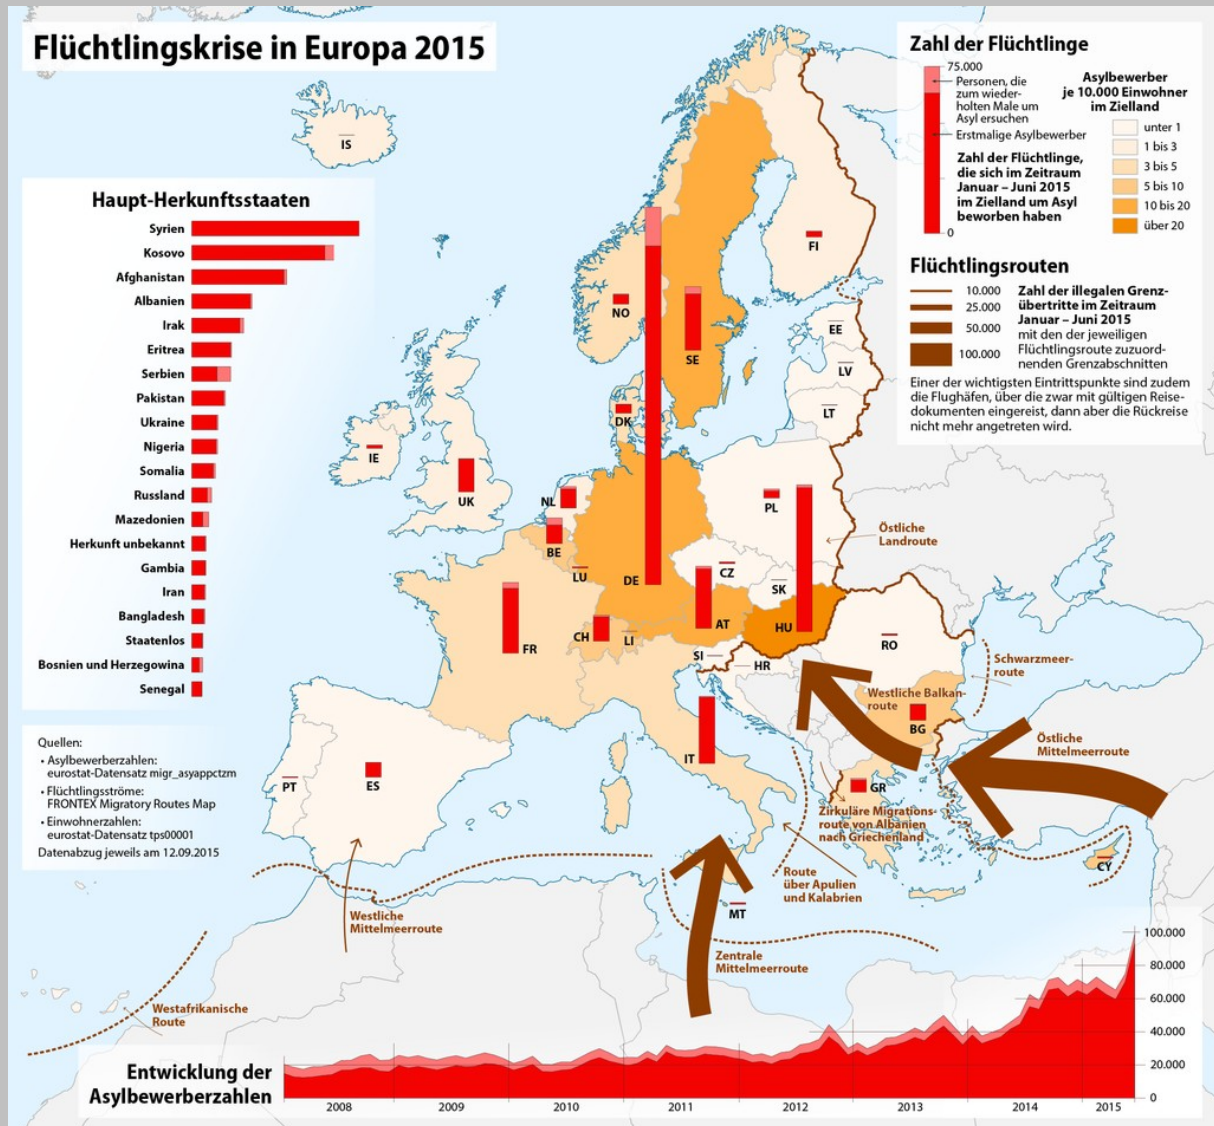 Flüchtlingskrise in Europa 2015
Zahl der Flüchtlinge
75.000
Personen, die
zum wieder-
holten Male um
Asyl ersuchen
Erstmalige Asylbewerber
Zahl der Flüchtlinge,
die sich im Zeitraum
Januar – Juni 2015
im Zielland um Asyl
beworben haben
0
Asylbewerber
je 10.000 Einwohner
im Zielland
unter 1
1 bis 3
3 bis 5
5 bis 10
10 bis 20
über 20
Flüchtlingsrouten
10.000
25.000
50.000
100.000
Zahl der illegalen Grenz-
übertritte im Zeitraum
Januar – Juni 2015
mit den der jeweiligen
Flüchtlingsroute zuzuord-
nenden Grenzabschnitten
Einer der wichtigsten Eintrittspunkte sind zudem
die Flughäfen, über die zwar mit gültigen Reise-
dokumenten eingereist, dann aber die Rückreise
nicht mehr angetreten wird.
Haupt-Herkunftsstaaten
Syrien
Kosovo
Afghanistan
Albanien
Irak
Eritrea
Serbien
Pakistan
Ukraine
Nigeria
Somalia
Russland
Mazedonien
Herkunft unbekannt
Gambia
Iran
Bangladesh
Staatenlos
Bosnien und Herzegowina
Senegal
Quellen:
• Asylbewerberzahlen:
eurostat-Datensatz migr_asyappctzm
• Flüchtlingsströme:
FRONTEX Migratory Routes Map
• Einwohnerzahlen:
eurostat-Datensatz tps00001
Datenabzug jeweils am 12.09.2015
IS
FI
NO
SE
EE
LV
LT
DK
IE
UK
NL
BE
LU
DE
PL
CZ
SK
AT
HU
CH
LI
FR
SI
HR
RO
BG
IT
GR
PT
ES
MT
CY
Östliche
Landroute
Schwarzmeer-
route
Westliche Balkan-
route
Östliche
Mittelmeerroute
Zirkuläre Migrations-
route von Albanien
nach Griechenland
Route
über Apulien
und Kalabrien
Westliche
Mittelmeerroute
Zentrale
Mittelmeerroute
Westafrikanische
Route
Entwicklung der
Asylbewerberzahlen
100.000
80.000
60.000
40.000
20.000
0
2008
2009
2010
2011
2012
2013
2014
2015